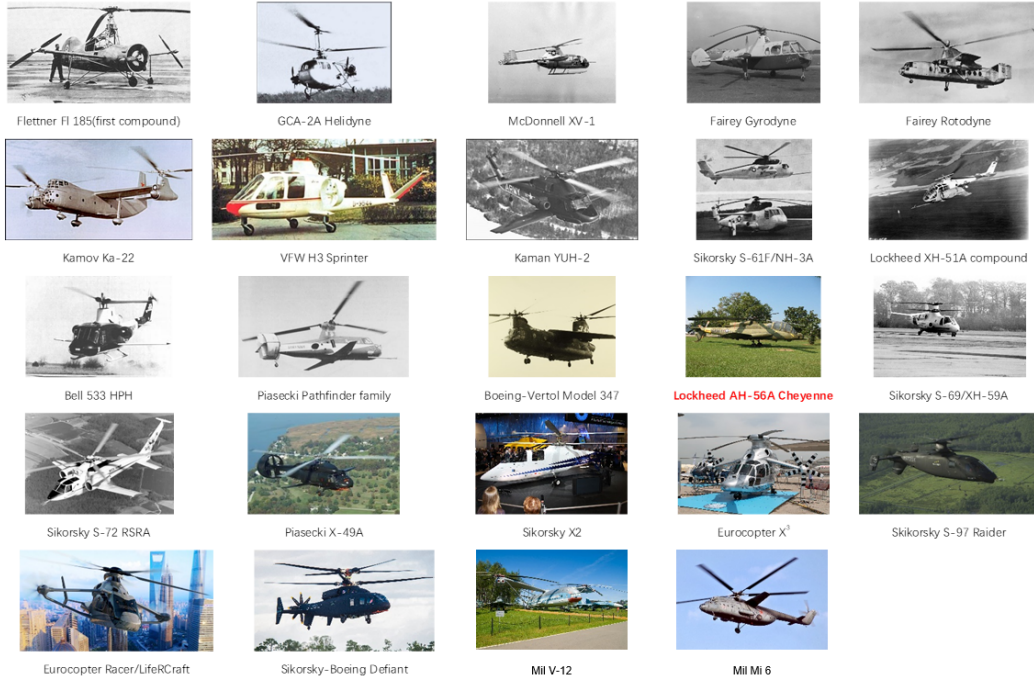 Flettner Fl 185(first compound)
GCA-2A Helidyne
McDonnell XV-1
Fairey Gyrodyne
Fairey Rotodyne
Kamov Ka-22
VFW H3 Sprinter
Kaman YUH-2
Sikorsky S-61F/NH-3A
Lockheed XH-51A compound
Bell 533 HPH
Piasecki Pathfinder family
Boeing-Vertol Model 347
Lockheed AH-56A Cheyenne
Sikorsky S-69/XH-59A
Sikorsky S-72 RSRA
Piasecki X-49A
Sikorsky X2
Eurocopter X³
Skikorsky S-97 Raider
Eurocopter Racer/LifeRCraft
Sikorsky-Boeing Defiant
Mil V-12
Mil Mi 6